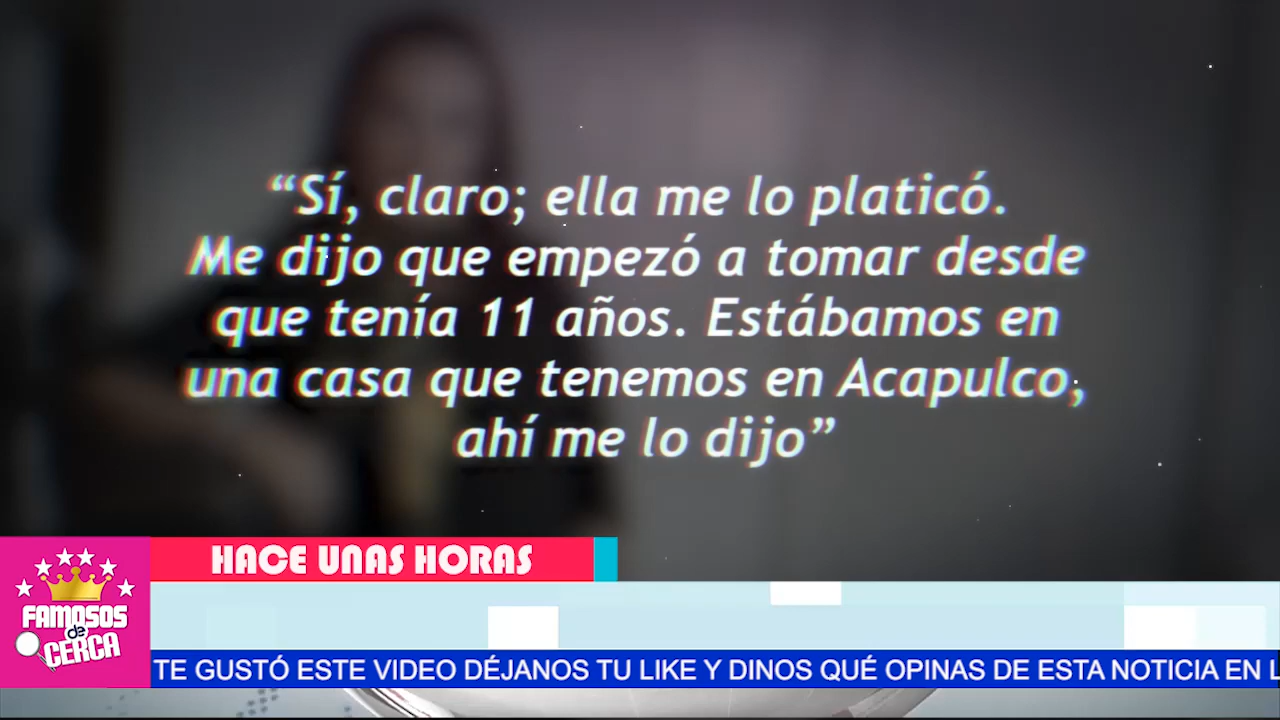 “Sí, claro; ella me lo platicó.
Me dijo que empezó a tomar desde
que tenía 11 años. Estábamos en
una casa que tenemos en Acapulco,
ahí me lo dijo”
HACE UNAS HORAS
FAMOSOS
de
CERCA
TE GUSTÓ ESTE VIDEO DÉJANOS TU LIKE Y DINOS QUÉ OPINAS DE ESTA NOTICIA EN L